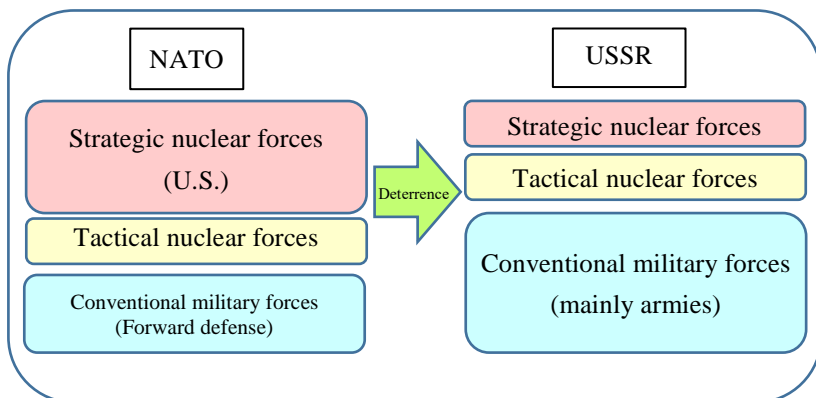 NATO
Strategic nuclear forces
(U.S.)
Tactical nuclear forces
Conventional military forces
(Forward defense)
Deterrence
USSR
Strategic nuclear forces
Tactical nuclear forces
Conventional military forces
(mainly armies)